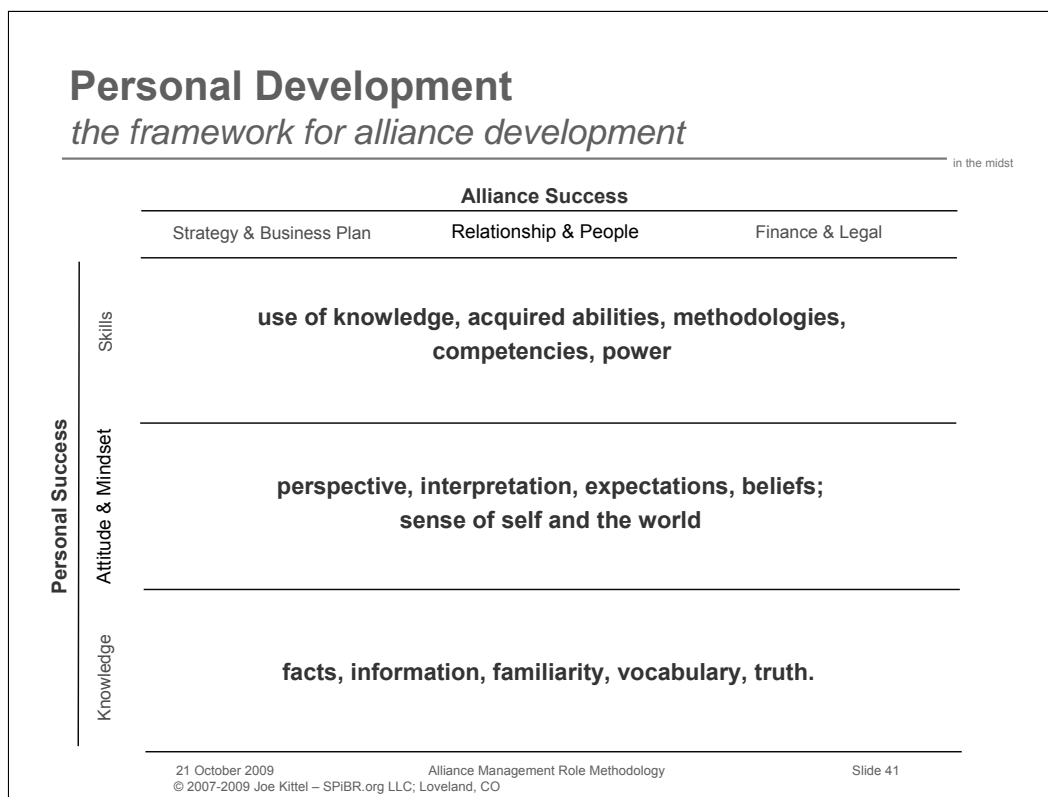 Personal Development
the framework for alliance development
in the midst
Alliance Success
Strategy & Business Plan Relationship & People Finance & Legal
Personal Success
Skills
use of knowledge, acquired abilities, methodologies,
competencies, power
Attitude & Mindset
perspective, interpretation, expectations, beliefs;
sense of self and the world
Knowledge
facts, information, familiarity, vocabulary, truth.
21 October 2009 Alliance Management Role Methodology Slide 41
© 2007-2009 Joe Kittel – SPiBR.org LLC; Loveland, CO